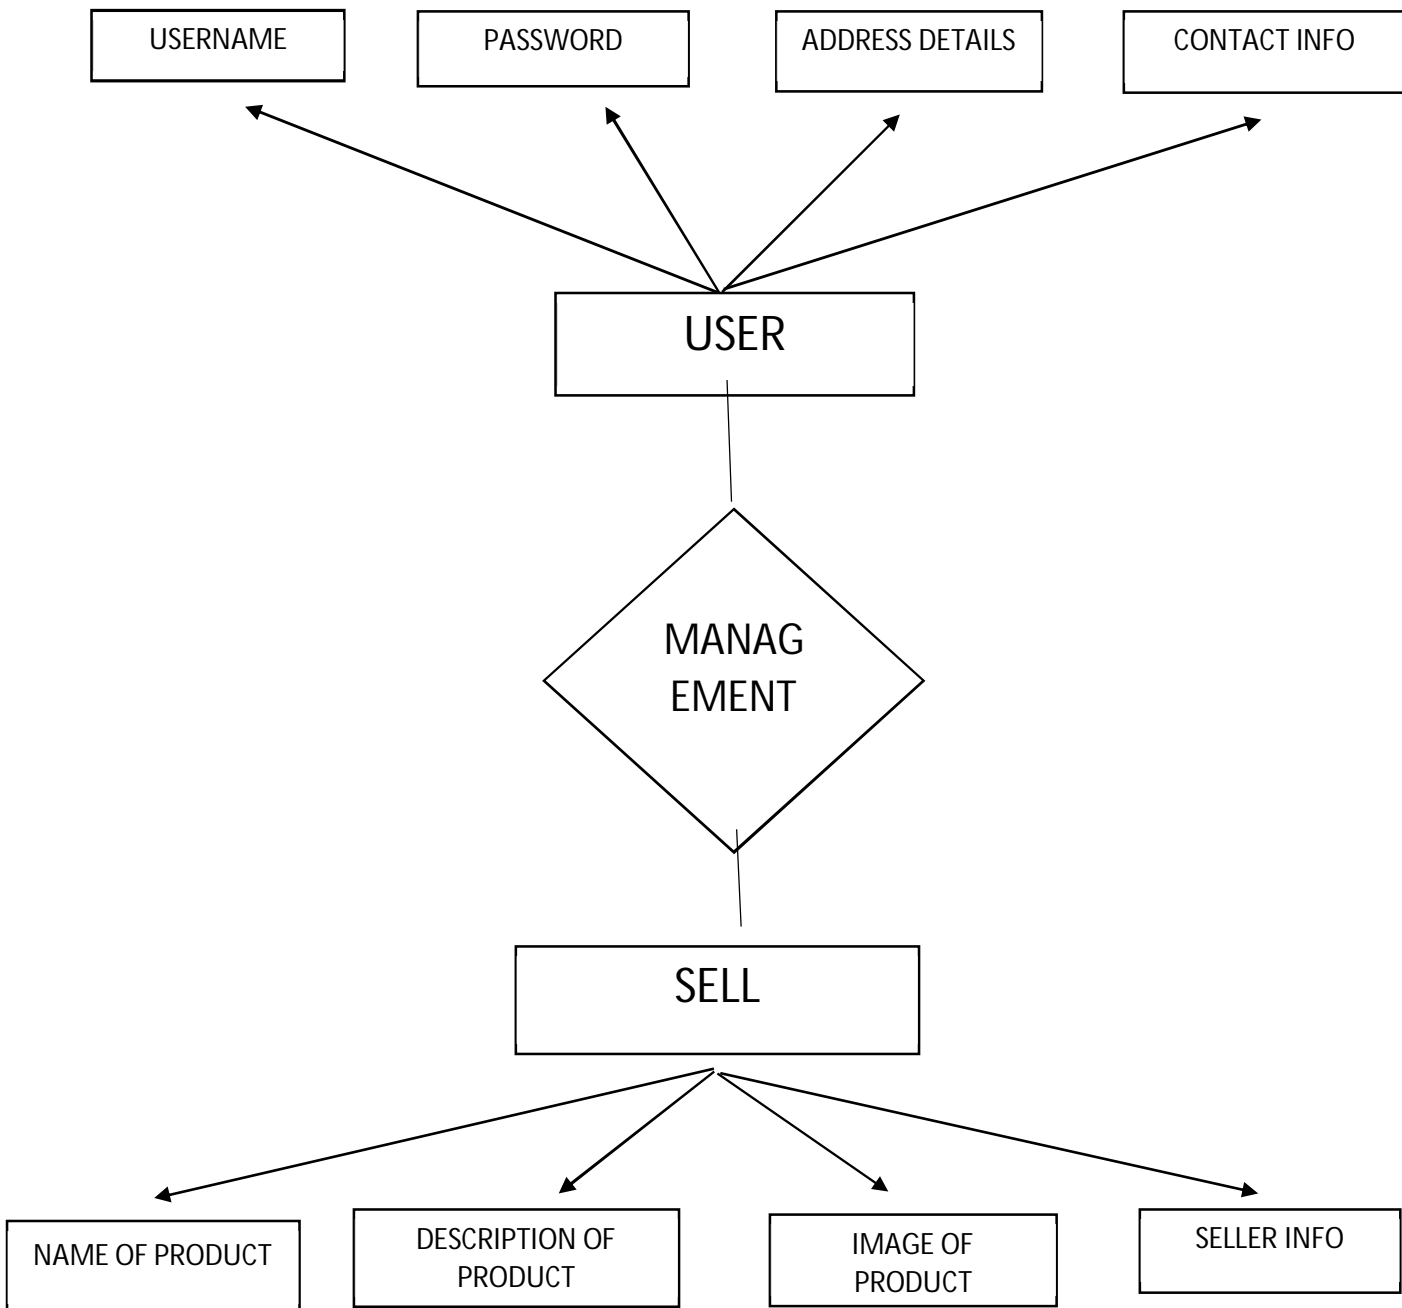 USERNAME
PASSWORD
ADDRESS DETAILS
CONTACT INFO
USER
MANAG
EMENT
SELL
NAME OF PRODUCT
DESCRIPTION OF
PRODUCT
IMAGE OF
PRODUCT
SELLER INFO